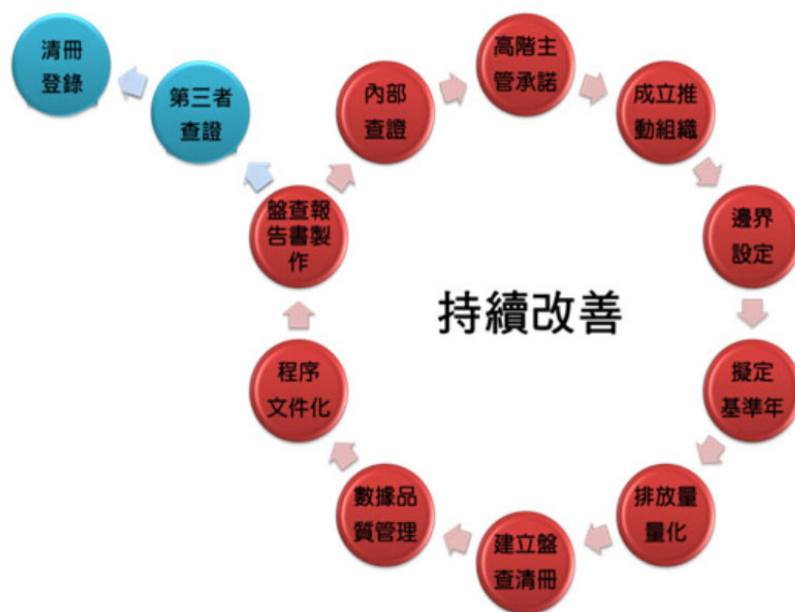 清冊
登錄
第三者
查證
內部
查證
高階主
管承諾
成立推
動組織
邊界
設定
擬定
基準年
排放量
量化
建立盤
查清冊
數據品
質管理
程序
文件化
盤查報
告書製
作
持續改善